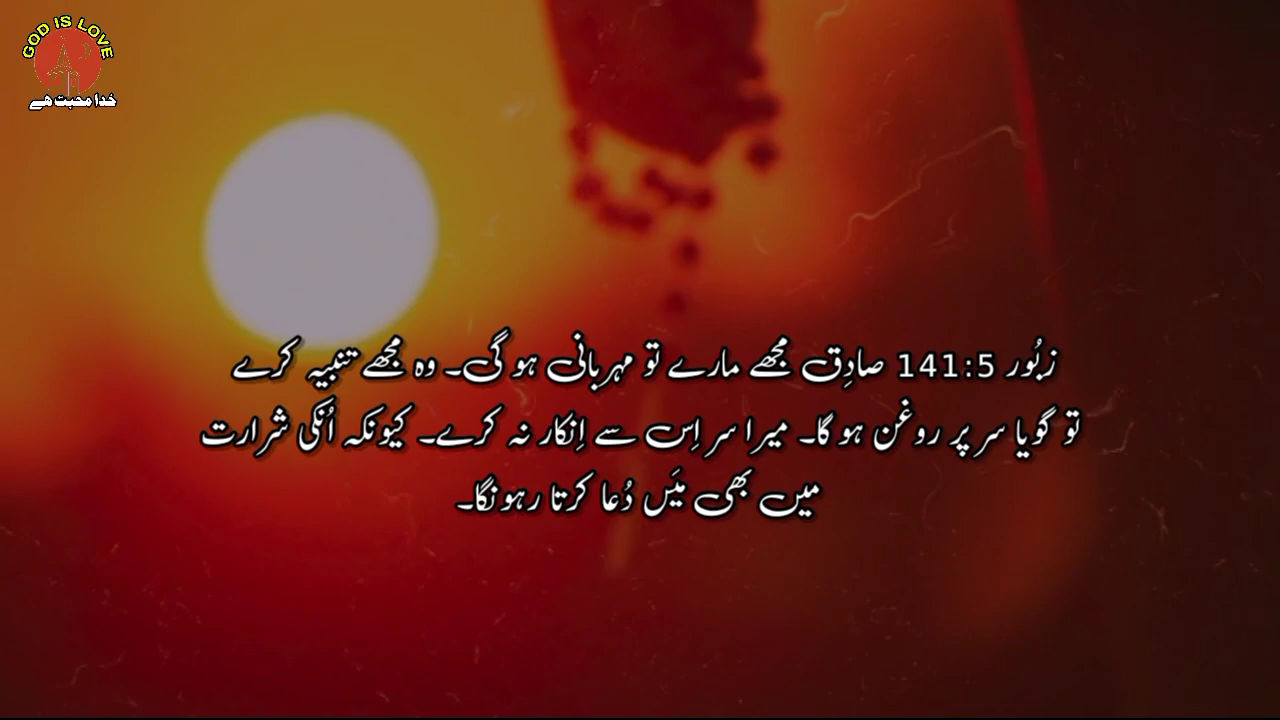 GOD IS LOVE
خدا محبت ھے
زبُور 141:5 صادِق مجھے مارے تو مہربانی ہو گی۔ وہ مجھے تنبیہ کرے
تو گویا سر پر روغن ہو گا۔ میرا سر اِس سے اِنکار نہ کرے۔ کیونکہ اُنکی شرارت
میں بھی مَیں دُعا کرتا رہونگا۔